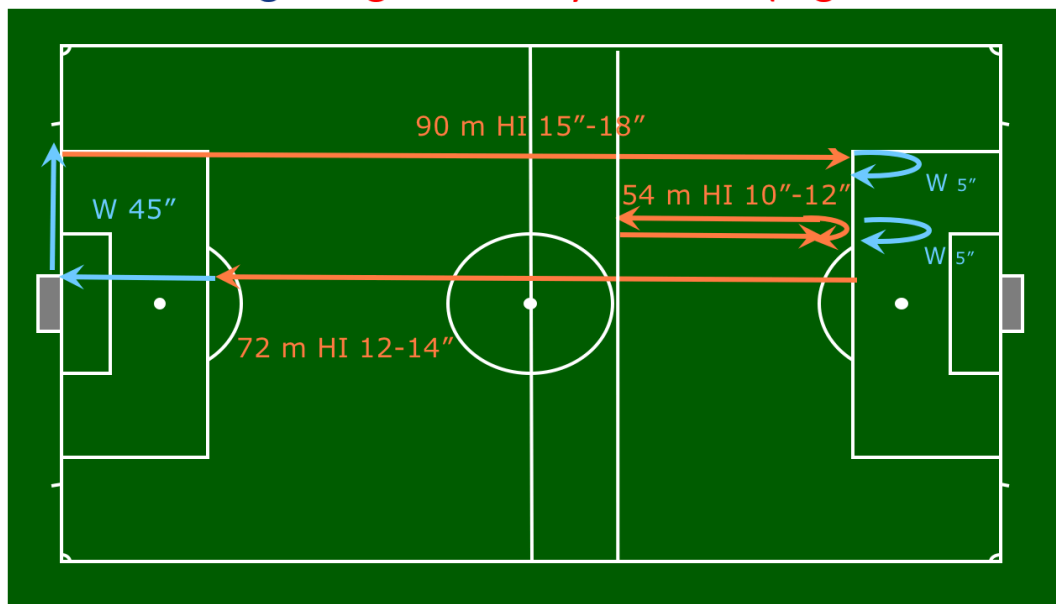 90 m HI 15”-18”
54 m HI 10”-12”
W 5”
W 45”
W 5”
72 m HI 12-14”